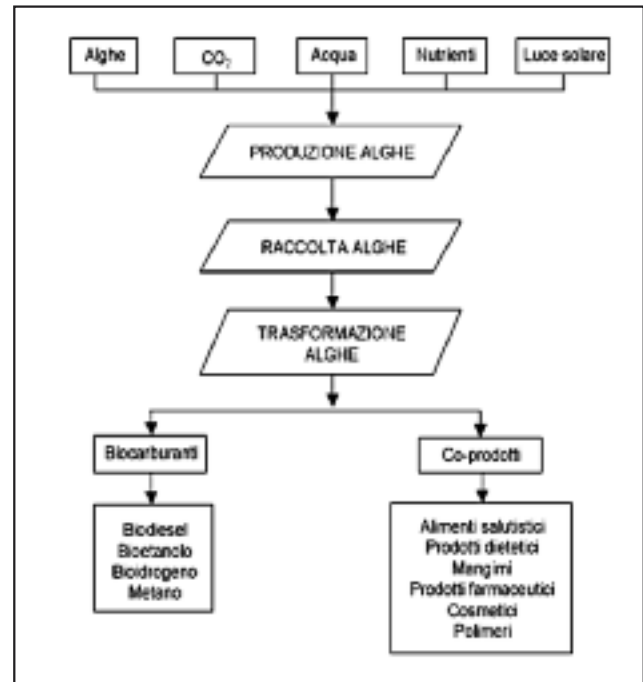 Alghe
CO₂
Acqua
Nutrienti
Luce solare
PRODUZIONE ALGHE
RACCOLTA ALGHE
TRASFORMAZIONE
ALGHE
Biocarburanti
Co-prodotti
Biodiesel
Bioetanolo
Bioidrogeno
Metano
Alimenti salutistici
Prodotti dietetici
Mangimi
Prodotti farmaceutici
Cosmetici
Polimeri